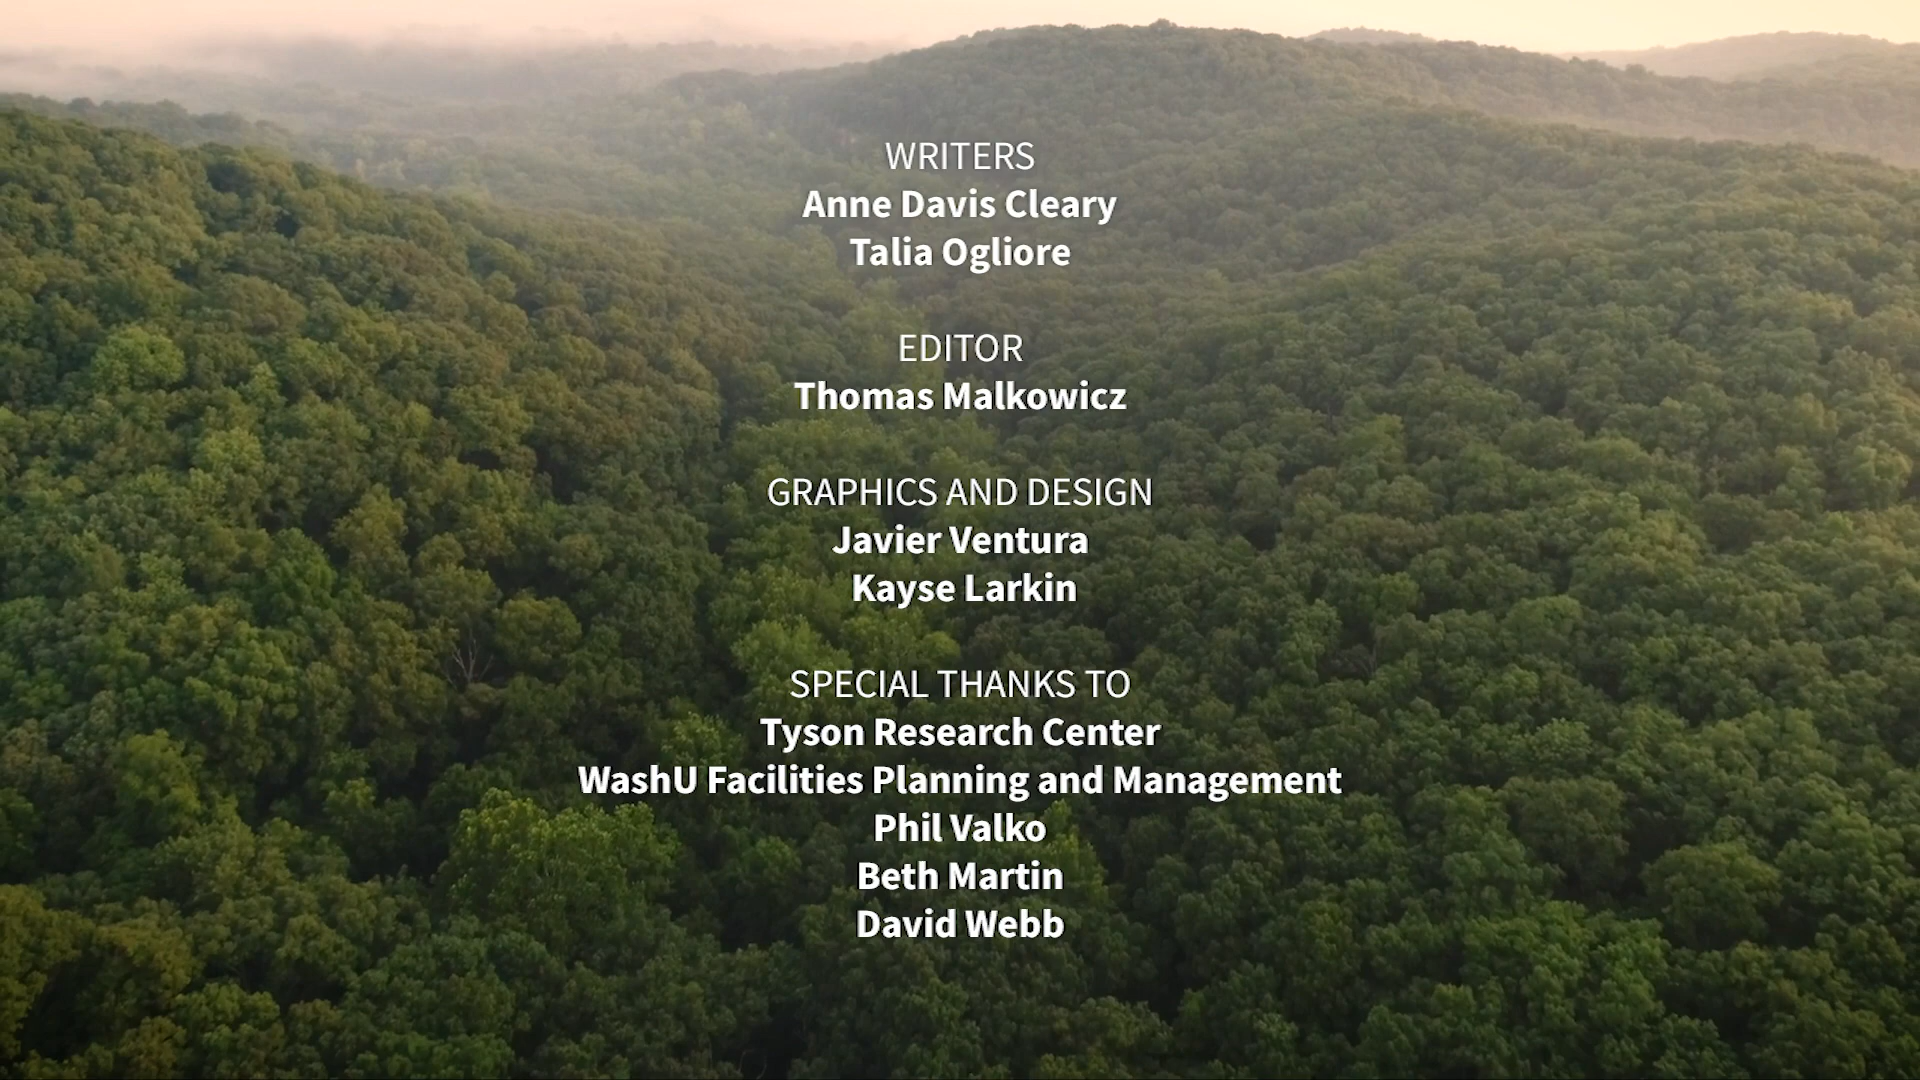 WRITERS
Anne Davis Cleary
Talia Ogliore
EDITOR
Thomas Malkowicz
GRAPHICS AND DESIGN
Javier Ventura
Kayse Larkin
SPECIAL THANKS TO
Tyson Research Center
WashU Facilities Planning and Management
Phil Valko
Beth Martin
David Webb